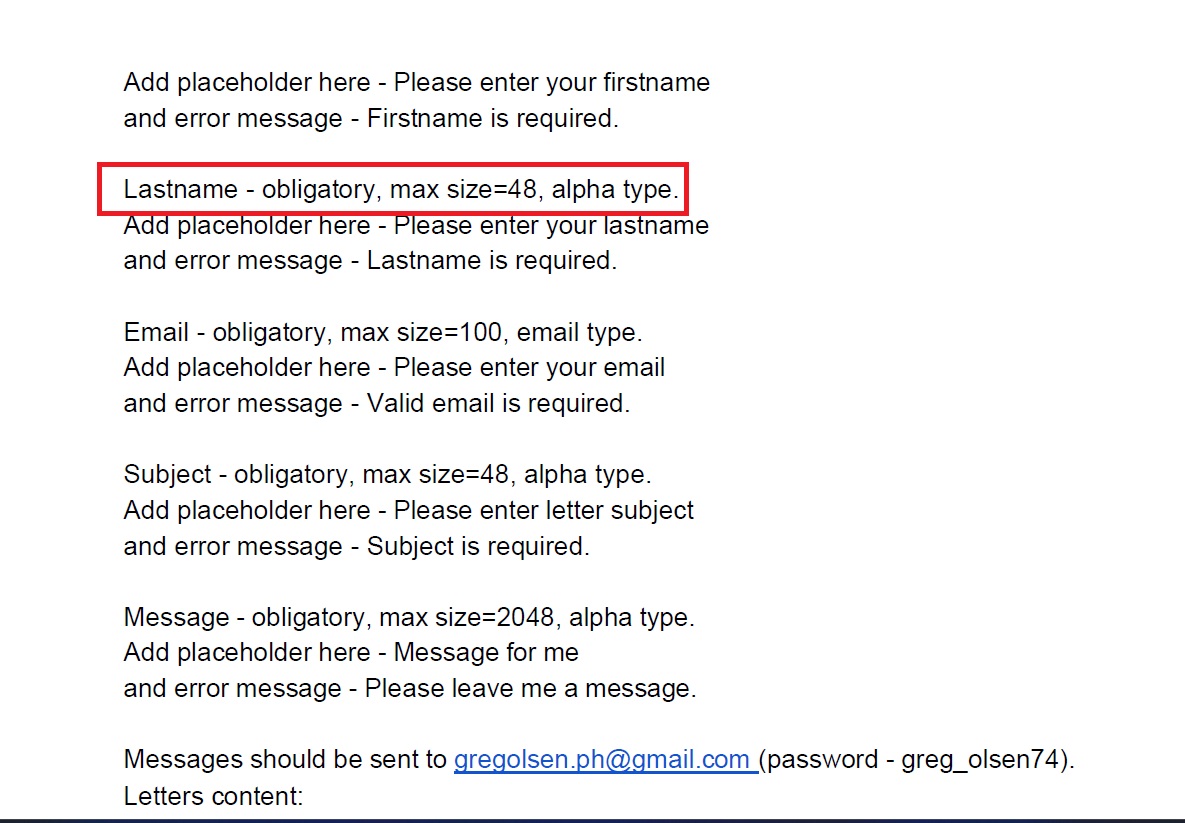 Add placeholder here - Please enter your firstname
and error message - Firstname is required.
Lastname - obligatory, max size=48, alpha type.
Add placeholder here - Please enter your lastname
and error message - Lastname is required.
Email - obligatory, max size=100, email type.
Add placeholder here - Please enter your email
and error message - Valid email is required.
Subject - obligatory, max size=48, alpha type.
Add placeholder here - Please enter letter subject
and error message - Subject is required.
Message - obligatory, max size=2048, alpha type.
Add placeholder here - Message for me
and error message - Please leave me a message.
Messages should be sent to gregolsen.ph@gmail.com (password - greg_olsen74).
Letters content: